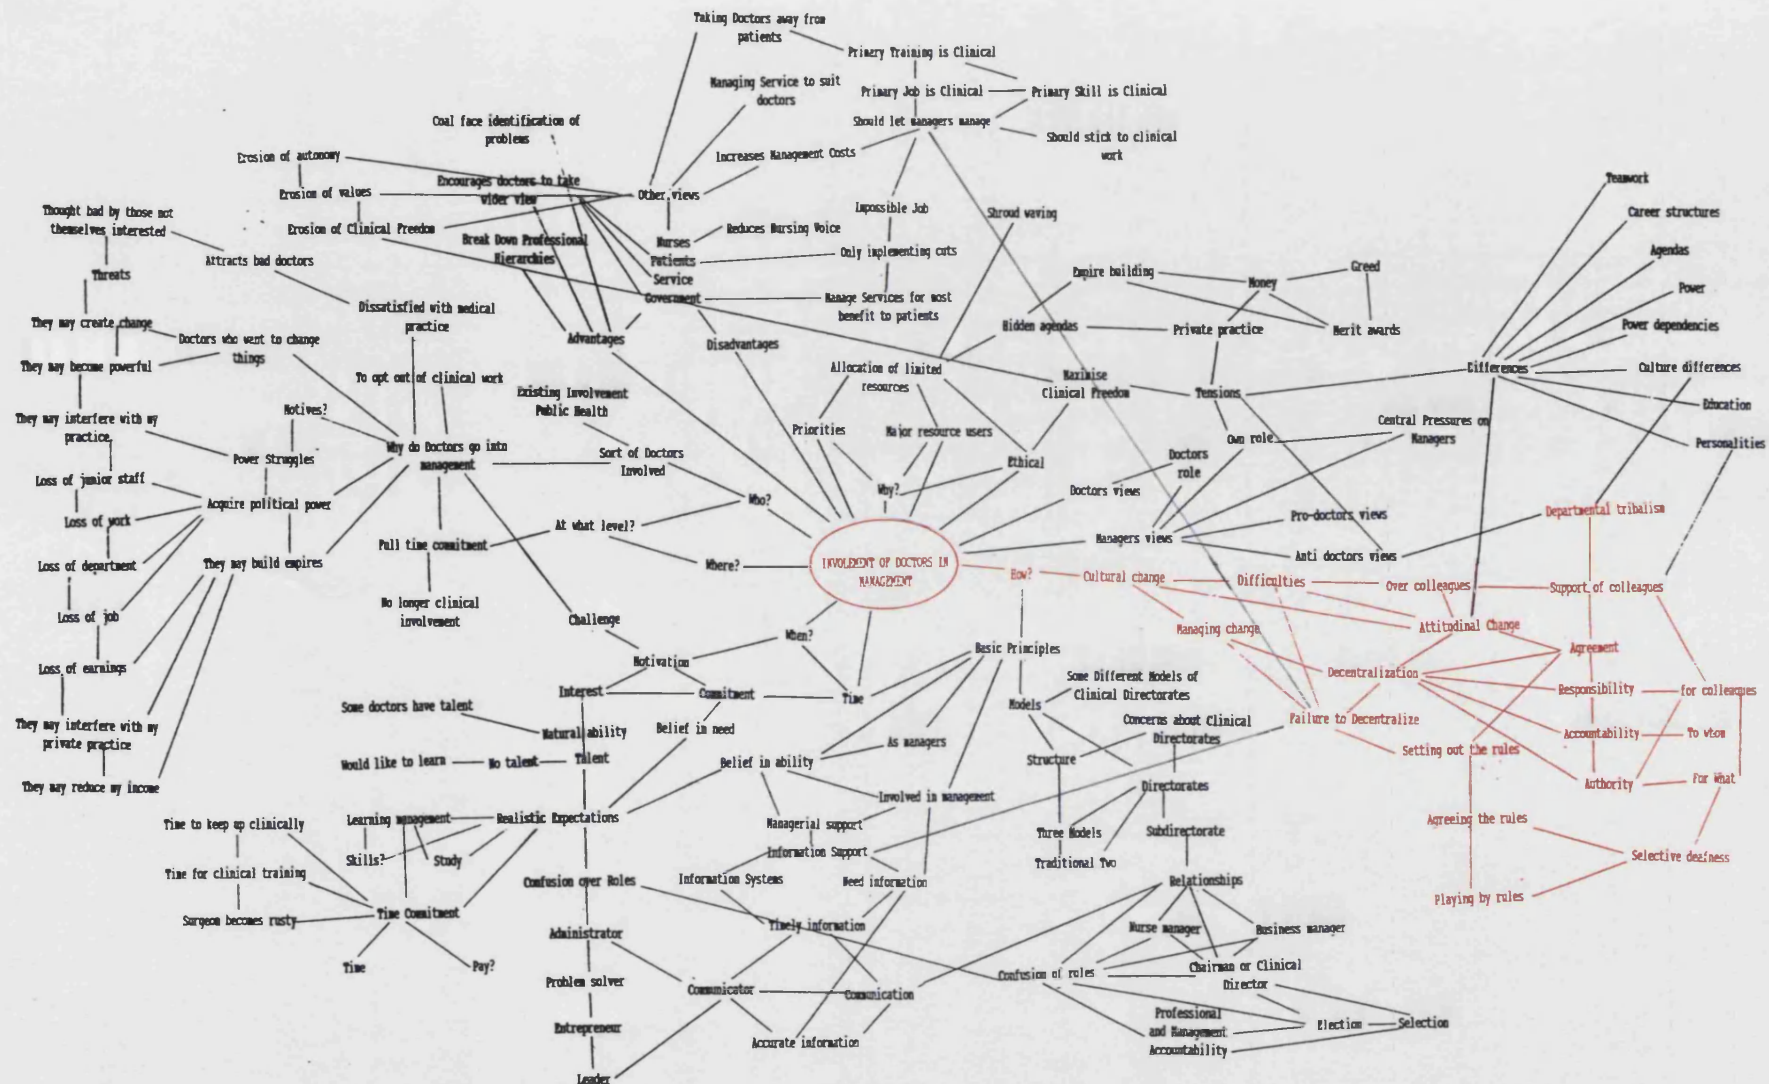 Taking Doctors away from
patients
Primary Training is Clinical
Managing Service to suit
doctors
Primary Job is Clinical
Primary Skill is Clinical
Coal face identification of
problems
Should let managers manage
Should stick to clinical
work
Erosion of autonomy
Increases Management Costs
Encourages doctors to take
wider view
Erosion of values
Other views
Teamwork
Thought bad by those not
themselves interested
Impossible Job
Shroud waving
Career structures
Erosion of Clinical Freedom
Reduces Nursing Voice
Break Down Professional
Hierarchies
Nurses
Patients
Service
Government
Only implementing cuts
Agendas
Attracts bad doctors
Threats
Empire building
Money
Greed
Power
Dissatisfied with medical
practice
Manage Services for most
benefit to patients
They may create change
Doctors who went to change
things
Advantages
Disadvantages
Hidden agendas
Private practice
Merit awards
Power dependencies
They may become powerful
To opt out of clinical work
Allocation of limited
resources
Maximise
Clinical Freedom
Tensions
Differences
Culture differences
Existing Involvement
Public Health
Education
They may interfere with my
practice
Notives?
Priorities
Major resource users
Central Pressures on
Managers
Personalities
Why do Doctors go into
management
Sort of Doctors
Involved
Own role
Power Struggles
Doctors
role
Ethical
Loss of junior staff
Why?
Doctors views
Acquire political power
Who?
Loss of work
At what level?
Pro-doctors views
Departmental tribalism
Full time commitment
Managers views
Anti doctors views
Loss of department
They may build empires
Where?
INVOLEMENT OF DOCTORS IN
MANAGEMENT
How?
Cultural change
Difficulties
Over colleagues
Support of colleagues
No longer clinical
involvement
Loss of job
Challenge
When?
Managing change
Attitudinal Change
Basic Principles
Agreement
Loss of earnings
Motivation
Decentralization
Interest
Commitment
Time
Some Different Models of
Clinical Directorates
Responsibility
for colleagues
Some doctors have talent
Models
Failure to Decentralize
They may interfere with my
private practice
Natural ability
Belief in need
Concerns about Clinical
Directorates
Accountability
To whom
As managers
Setting out the rules
Would like to learn
No talent
Talent
Belief in ability
Structure
They may reduce my income
Directorates
Authority
For what
Involved in management
Time to keep up clinically
Learning management
Realistic Expectations
Managerial support
Three Models
Subdirectorate
Agreeing the rules
Skills?
Study
Information Support
Traditional Two
Selective deafness
Time for clinical training
Confusion over Roles
Information Systems
Need information
Relationships
Playing by rules
Surgeon becomes rusty
Time Commitment
Timely information
Nurse manager
Business manager
Administrator
Time
Pay?
Confusion of roles
Chairman or Clinical
Director
Problem solver
Communicator
Communication
Professional
and Management
Accountability
Election
Selection
Entrepreneur
Accurate information
Leader